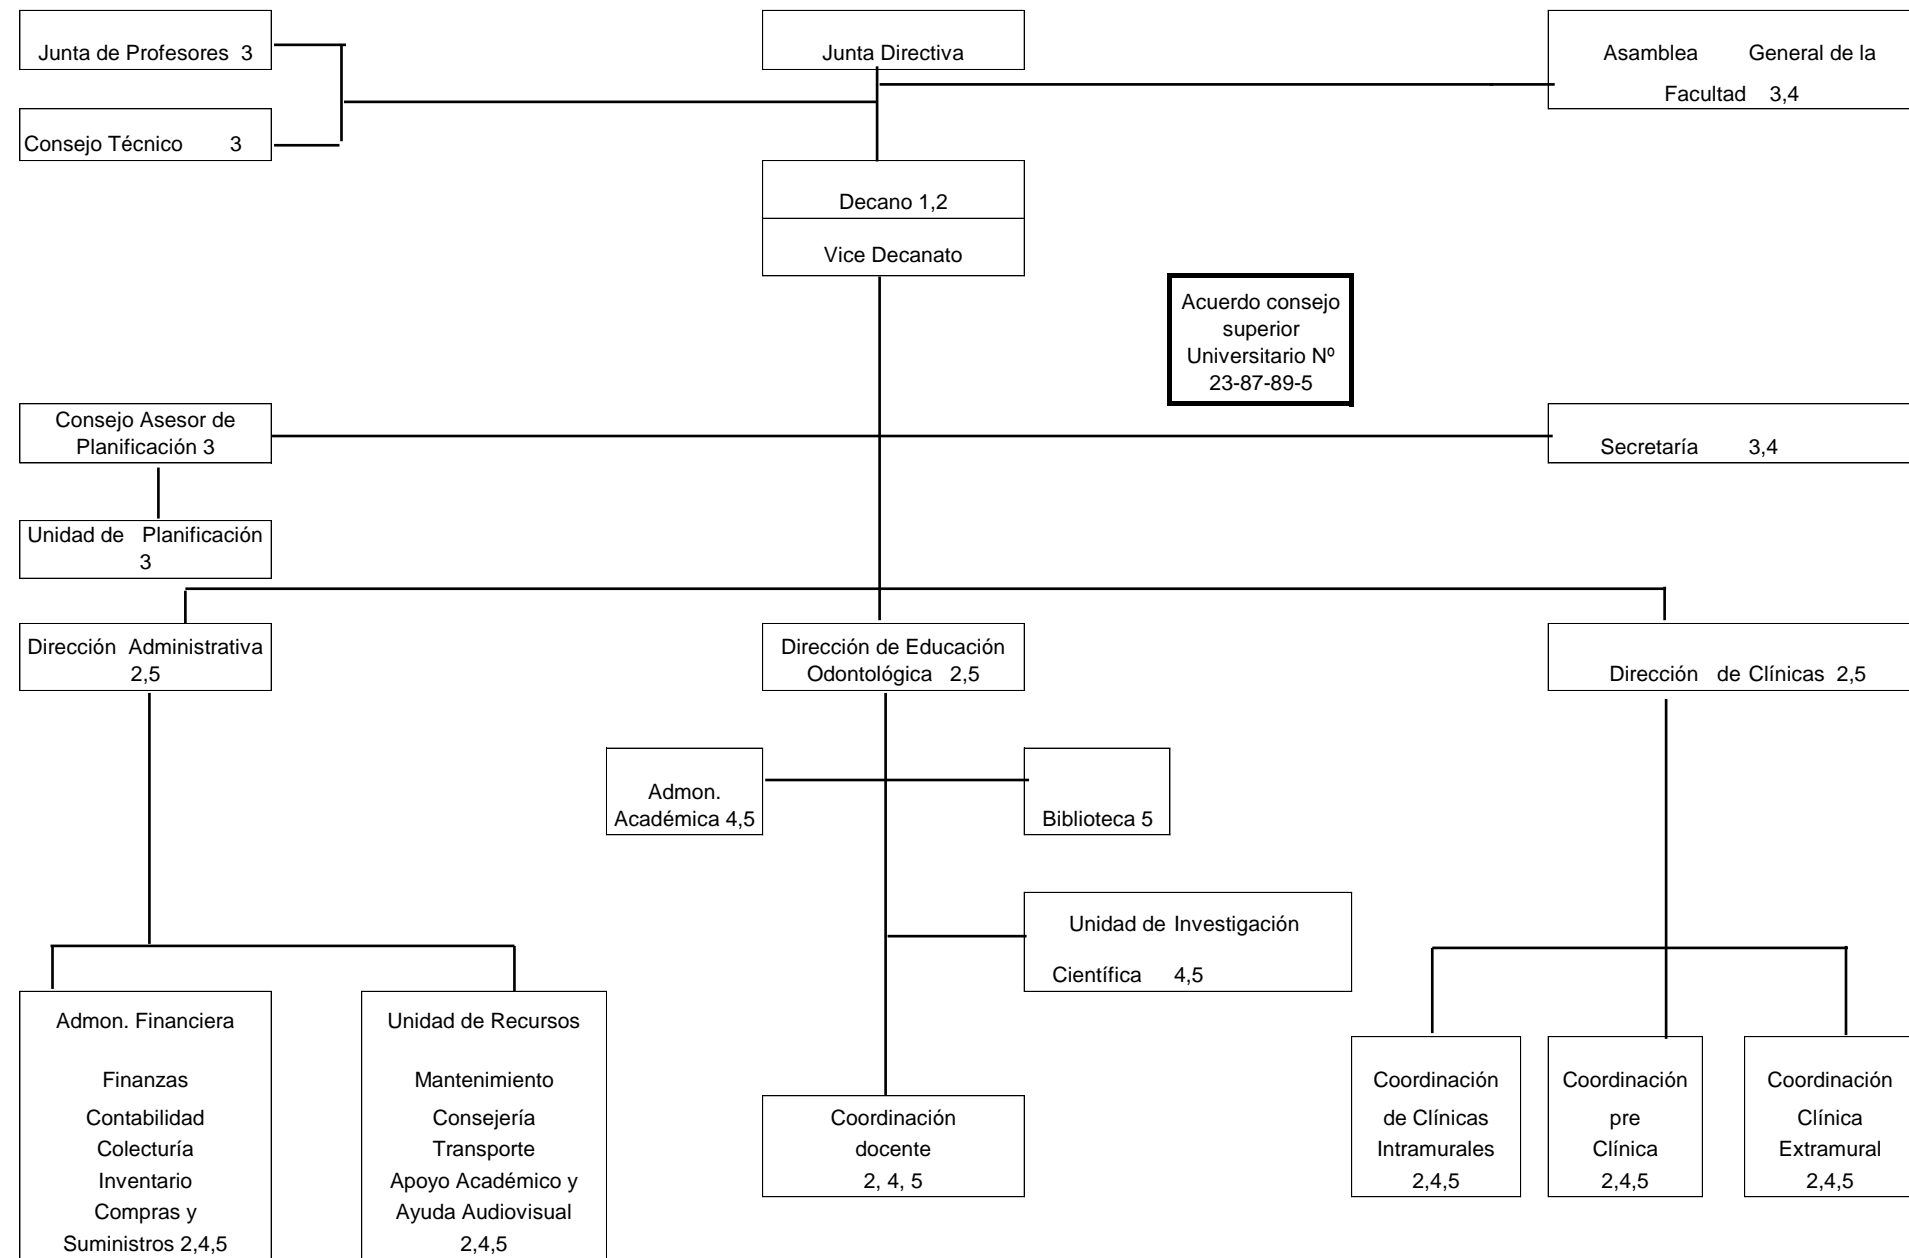 Junta de Profesores 3
Junta Directiva
Asamblea General de la
Facultad 3,4
Consejo Técnico 3
Decano 1,2
Vice Decanato
Acuerdo consejo
superior
Universitario Nº
23-87-89-5
Consejo Asesor de
Planificación 3
Secretaría 3,4
Unidad de Planificación
3
Dirección Administrativa
2,5
Dirección de Educación
Odontológica 2,5
Dirección de Clínicas 2,5
Admon.
Académica 4,5
Biblioteca 5
Unidad de Investigación
Científica 4,5
Admon. Financiera
Finanzas
Contabilidad
Colecturía
Inventario
Compras y
Suministros 2,4,5
Unidad de Recursos
Mantenimiento
Consejería
Transporte
Apoyo Académico y
Ayuda Audiovisual
2,4,5
Coordinación
docente
2, 4, 5
Coordinación
de Clínicas
Intramurales
2,4,5
Coordinación
pre
Clínica
2,4,5
Coordinación
Clínica
Extramural
2,4,5